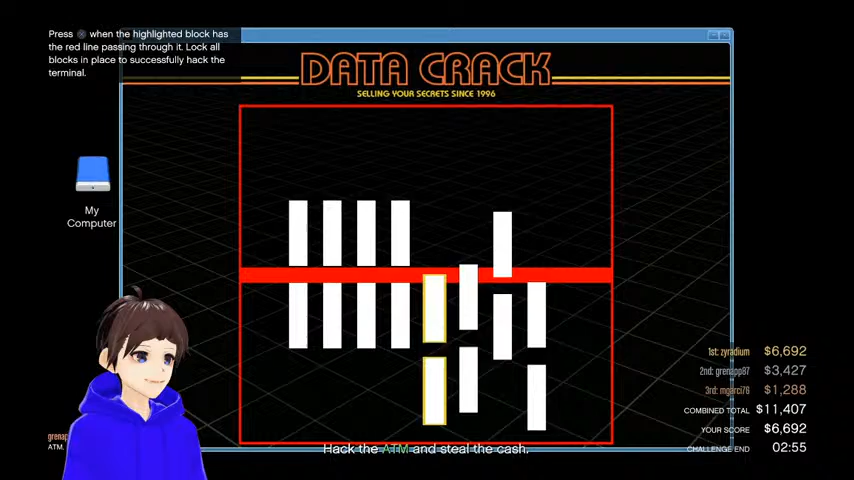 Press ⊗ when the highlighted block has
the red line passing through it. Lock all
blocks in place to successfully hack the
terminal.
DATA CRACK
SELLING YOUR SECRETS SINCE 1996
My
Computer
1st: zyradium $6,692
2nd: grenapp87 $3,427
3rd: mgarci76 $1,288
COMBINED TOTAL $11,407
YOUR SCORE $6,692
CHALLENGE END 02:55
grenap
ATM.
Hack the ATM and steal the cash.